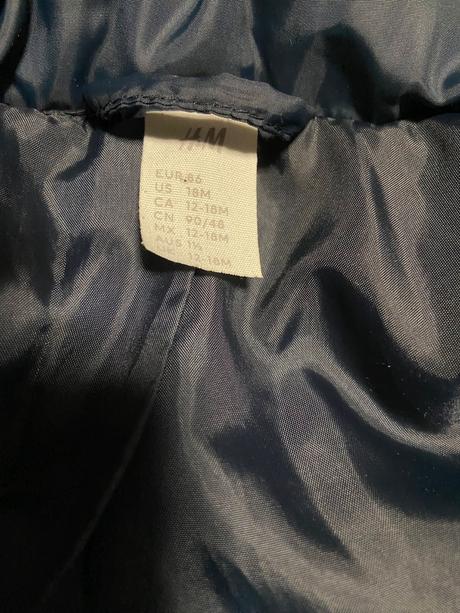 H&M
EUR 86
US 18M
CA 12-18M
CN 90/48
MX 12-18M
AUS 1½
12-18M